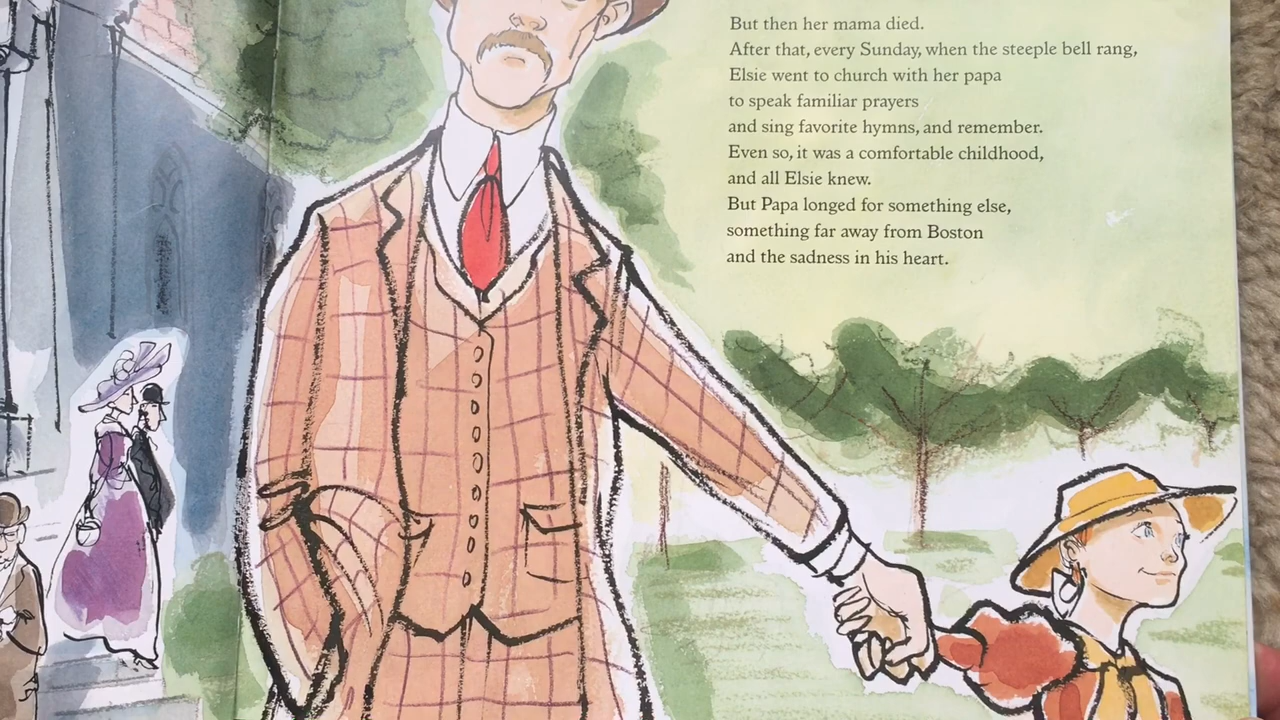 But then her mama died.
After that, every Sunday, when the steeple bell rang,
Elsie went to church with her papa
to speak familiar prayers
and sing favorite hymns, and remember.
Even so, it was a comfortable childhood,
and all Elsie knew.
But Papa longed for something else,
something far away from Boston
and the sadness in his heart.